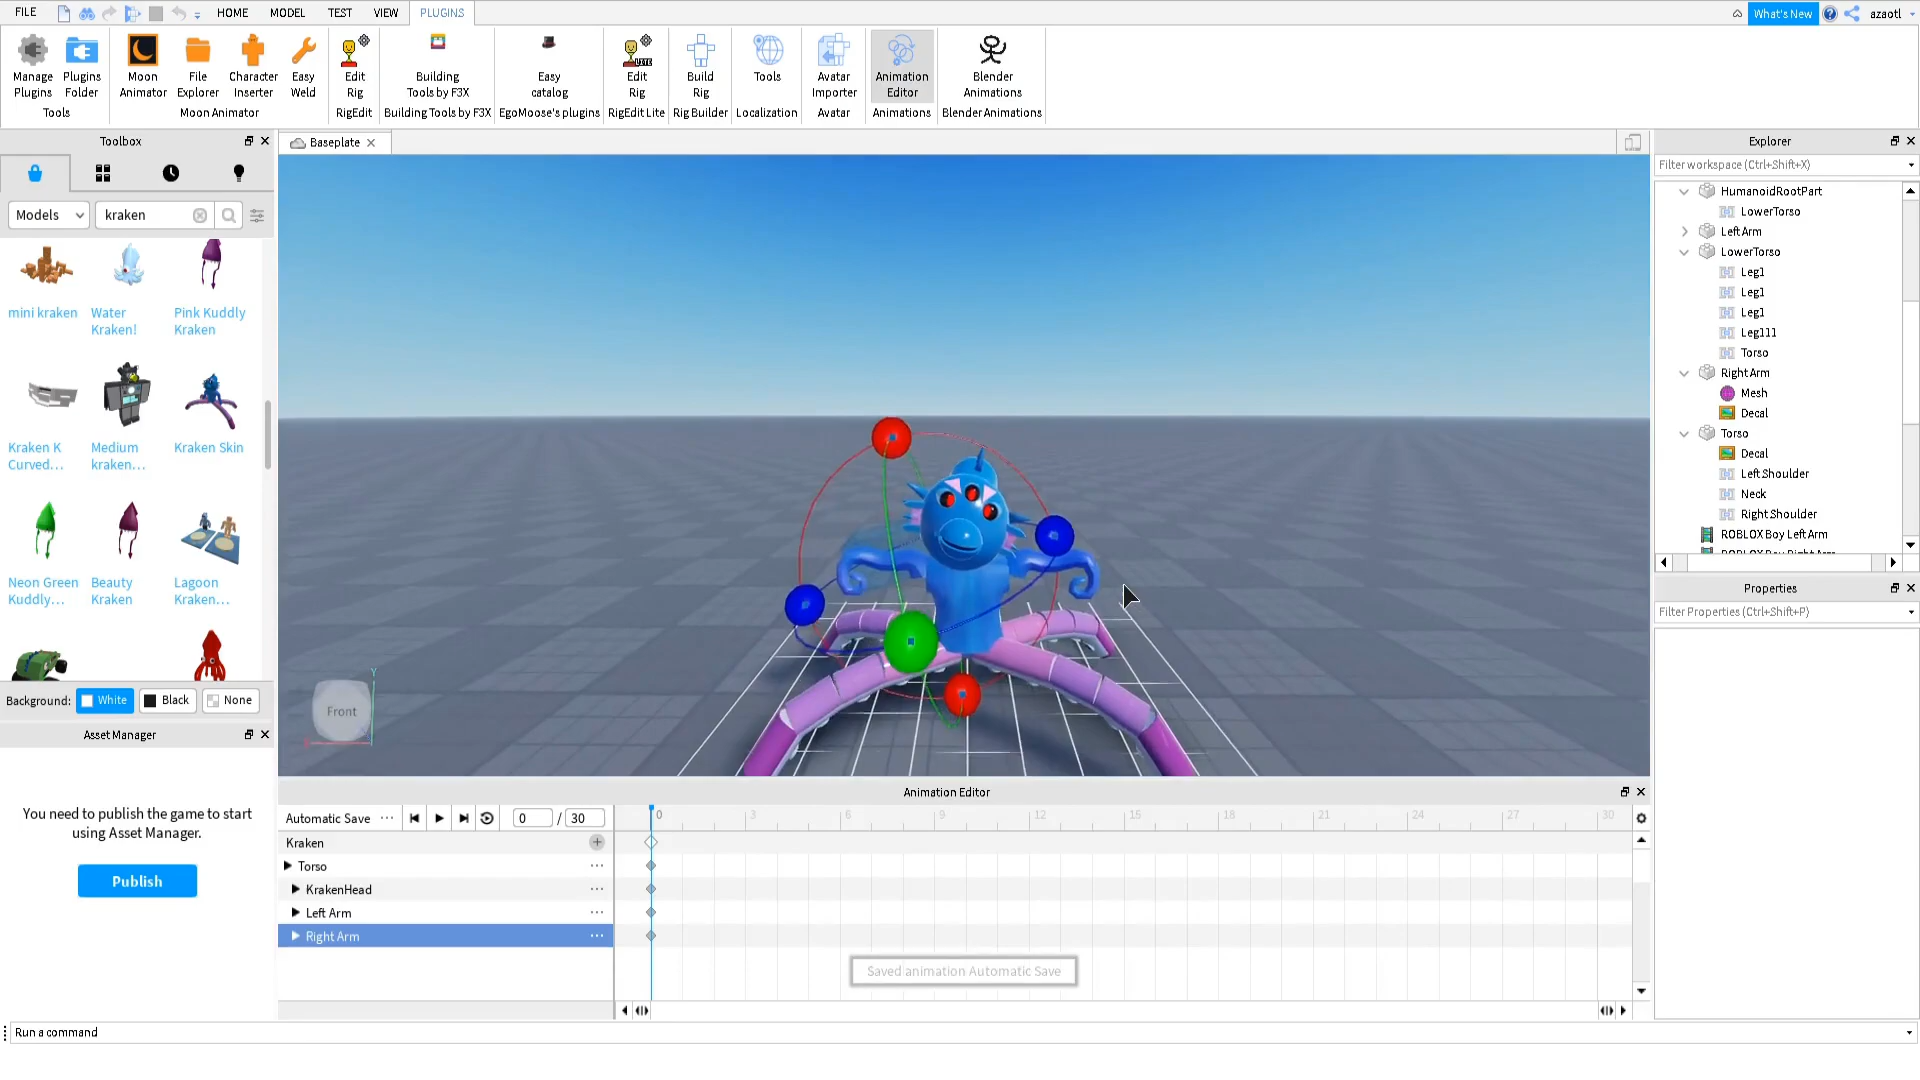 FILE HOME MODEL TEST VIEW PLUGINS What's New azaotl
Manage Plugins
Plugins Folder
Tools
Moon Animator
File Explorer
Character Inserter
Easy Weld
Moon Animator
Edit Rig
RigEdit
Building Tools by F3X
Building Tools by F3X
Easy catalog
EgoMoose's plugins
Edit Rig
RigEdit Lite
Build Rig
Rig Builder
Tools
Localization
Avatar Importer
Avatar
Animation Editor
Animations
Blender Animations
Blender Animations
Toolbox
Models kraken
mini kraken
Water Kraken!
Pink Kuddly Kraken
Kraken K Curved...
Medium kraken...
Kraken Skin
Neon Green Kuddly...
Beauty Kraken
Lagoon Kraken...
Background: White Black None
Asset Manager
You need to publish the game to start
using Asset Manager.
Publish
Baseplate
Front
Y
Animation Editor
Automatic Save ... 0 / 30
0 3 6 9 12 15 18 21 24 27 30
Kraken
Torso ...
KrakenHead ...
Left Arm ...
Right Arm ...
Saved animation Automatic Save
Explorer
Filter workspace (Ctrl+Shift+X)
HumanoidRootPart
LowerTorso
Left Arm
LowerTorso
Leg1
Leg1
Leg1
Leg111
Torso
Right Arm
Mesh
Decal
Torso
Decal
Left Shoulder
Neck
Right Shoulder
ROBLOX Boy Left Arm
ROBLOX Boy Right Arm
Properties
Filter Properties (Ctrl+Shift+P)
Run a command